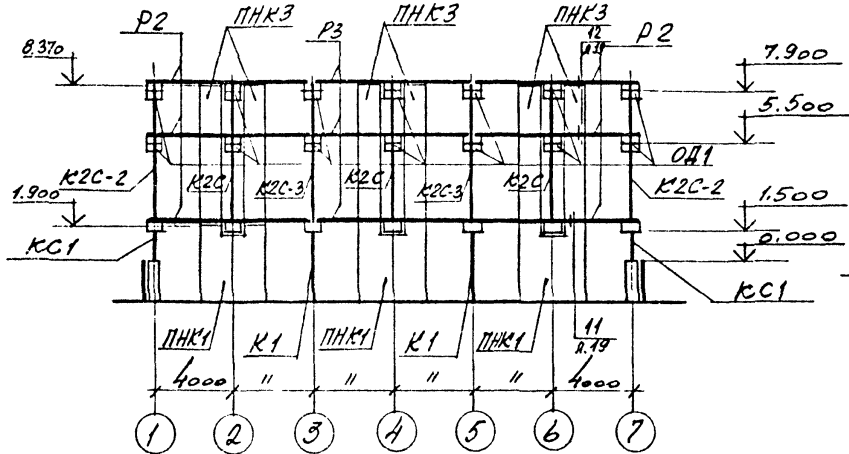 Р2 ПНК3 Р3 ПНК3 ПНК3 Р2
12
л.19
8.370
7.900
5.500
ОД1
К2С-2 К2С К2С-3 К2С К2С-3 К2С К2С-2
1.900
1.500
0.000
КС1
КС1
ПНК1 К1 ПНК1 К1 ПНК1
11
л.19
4000 " " " " 4000
1 2 3 4 5 6 7